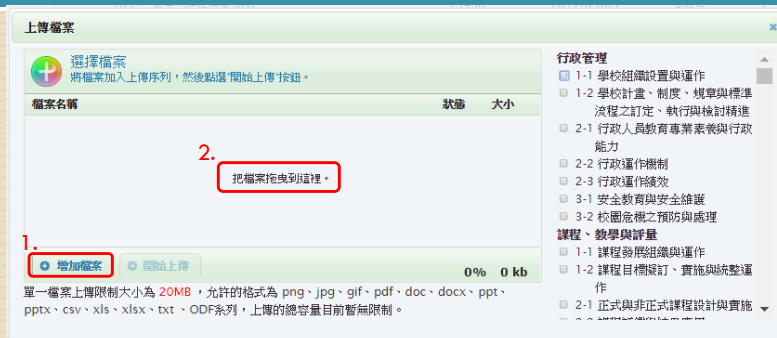 上傳檔案
選擇檔案
將檔案加入上傳序列，然後點選"開始上傳"按鈕。
檔案名稱 狀態 大小
2.
把檔案拖曳到這裡。
1.
增加檔案 開始上傳 0% 0 kb
單一檔案上傳限制大小為 20MB ，允許的格式為 png、jpg、gif、pdf、doc、docx、ppt、
pptx、csv、xls、xlsx、txt 、ODF系列，上傳的總容量目前暫無限制。
行政管理
1-1 學校組織設置與運作
1-2 學校計畫、制度、規章與標準
流程之訂定、執行與檢討精進
2-1 行政人員教育專業素養與行政
能力
2-2 行政運作機制
2-3 行政運作績效
3-1 安全教育與安全維護
3-2 校園危機之預防與處理
課程、教學與評量
1-1 課程發展組織與運作
1-2 課程目標擬訂、實施與統整運
作
2-1 正式與非正式課程設計與實施